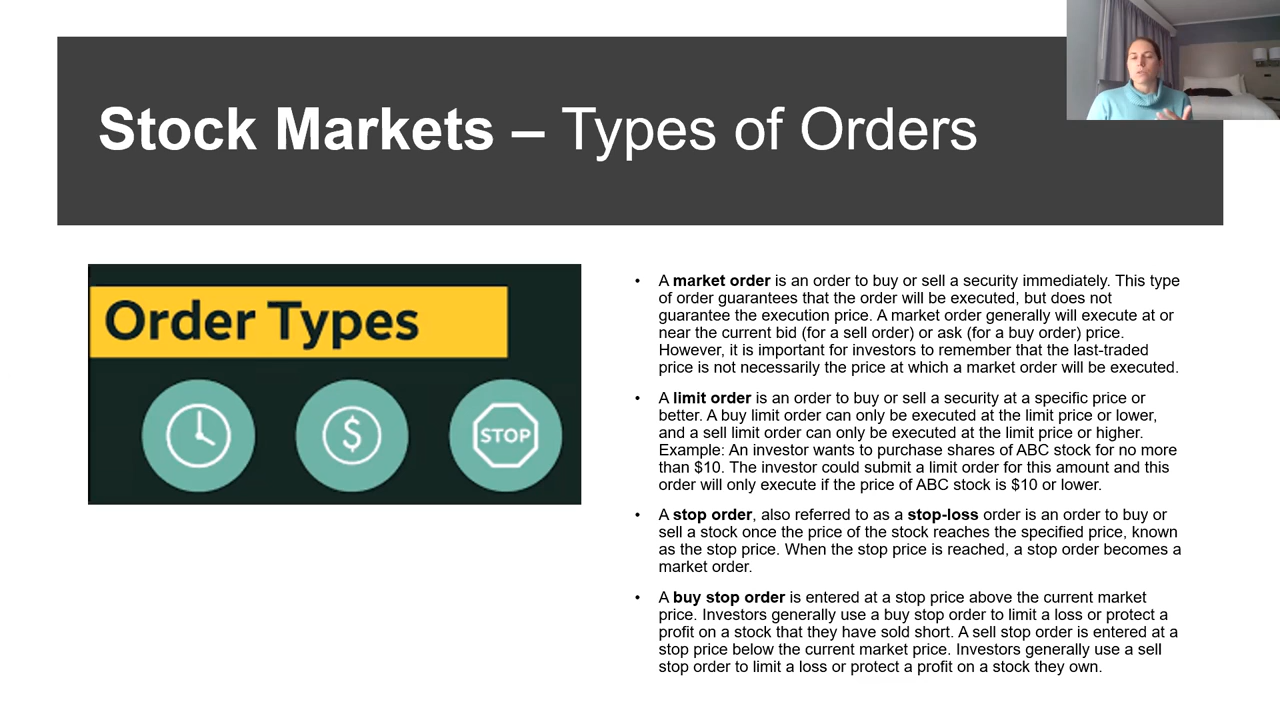 Stock Markets – Types of Orders
Order Types
STOP
• A market order is an order to buy or sell a security immediately. This type
of order guarantees that the order will be executed, but does not
guarantee the execution price. A market order generally will execute at or
near the current bid (for a sell order) or ask (for a buy order) price.
However, it is important for investors to remember that the last-traded
price is not necessarily the price at which a market order will be executed.
• A limit order is an order to buy or sell a security at a specific price or
better. A buy limit order can only be executed at the limit price or lower,
and a sell limit order can only be executed at the limit price or higher.
Example: An investor wants to purchase shares of ABC stock for no more
than $10. The investor could submit a limit order for this amount and this
order will only execute if the price of ABC stock is $10 or lower.
• A stop order, also referred to as a stop-loss order is an order to buy or
sell a stock once the price of the stock reaches the specified price, known
as the stop price. When the stop price is reached, a stop order becomes a
market order.
• A buy stop order is entered at a stop price above the current market
price. Investors generally use a buy stop order to limit a loss or protect a
profit on a stock that they have sold short. A sell stop order is entered at a
stop price below the current market price. Investors generally use a sell
stop order to limit a loss or protect a profit on a stock they own.